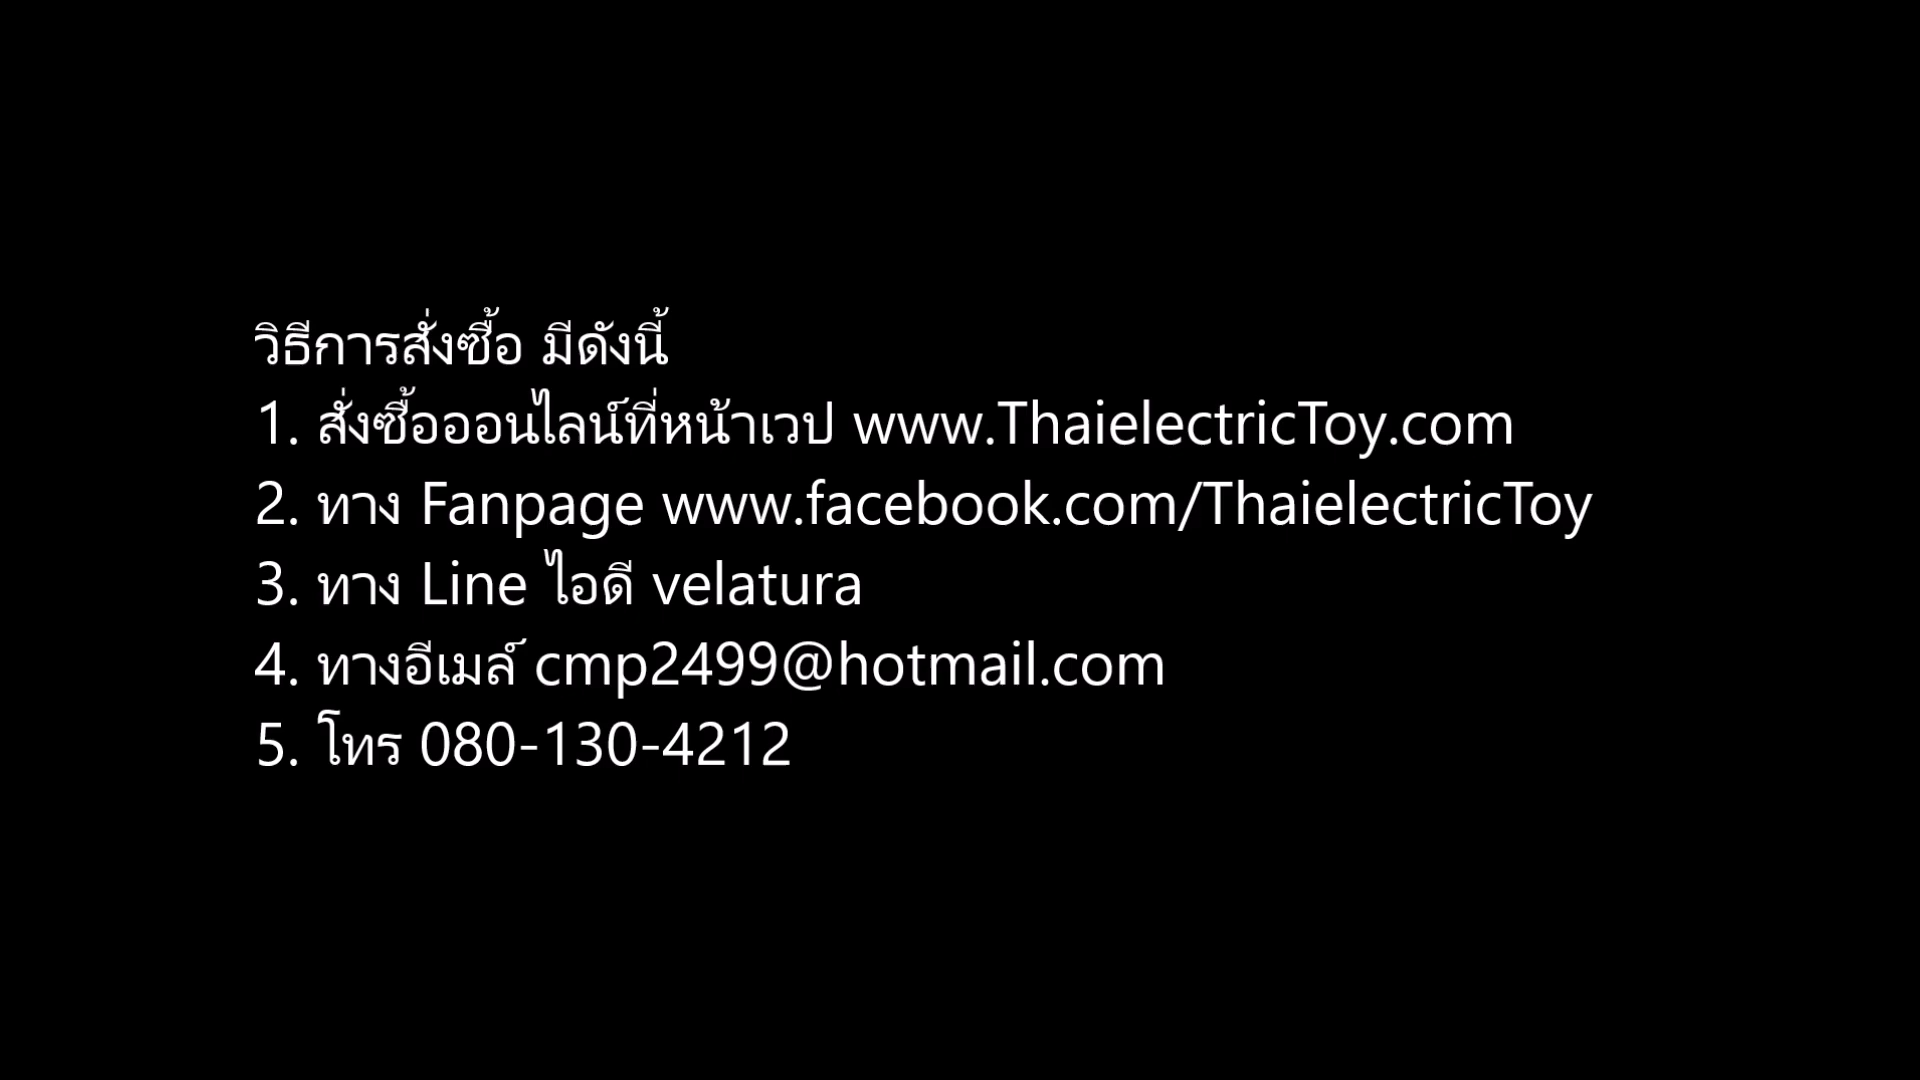 วิธีการสั่งซื้อ มีดังนี้
1. สั่งซื้อออนไลน์ที่หน้าเวป www.ThaielectricToy.com
2. ทาง Fanpage www.facebook.com/ThaielectricToy
3. ทาง Line ไอดี velatura
4. ทางอีเมล์ cmp2499@hotmail.com
5. โทร 080-130-4212